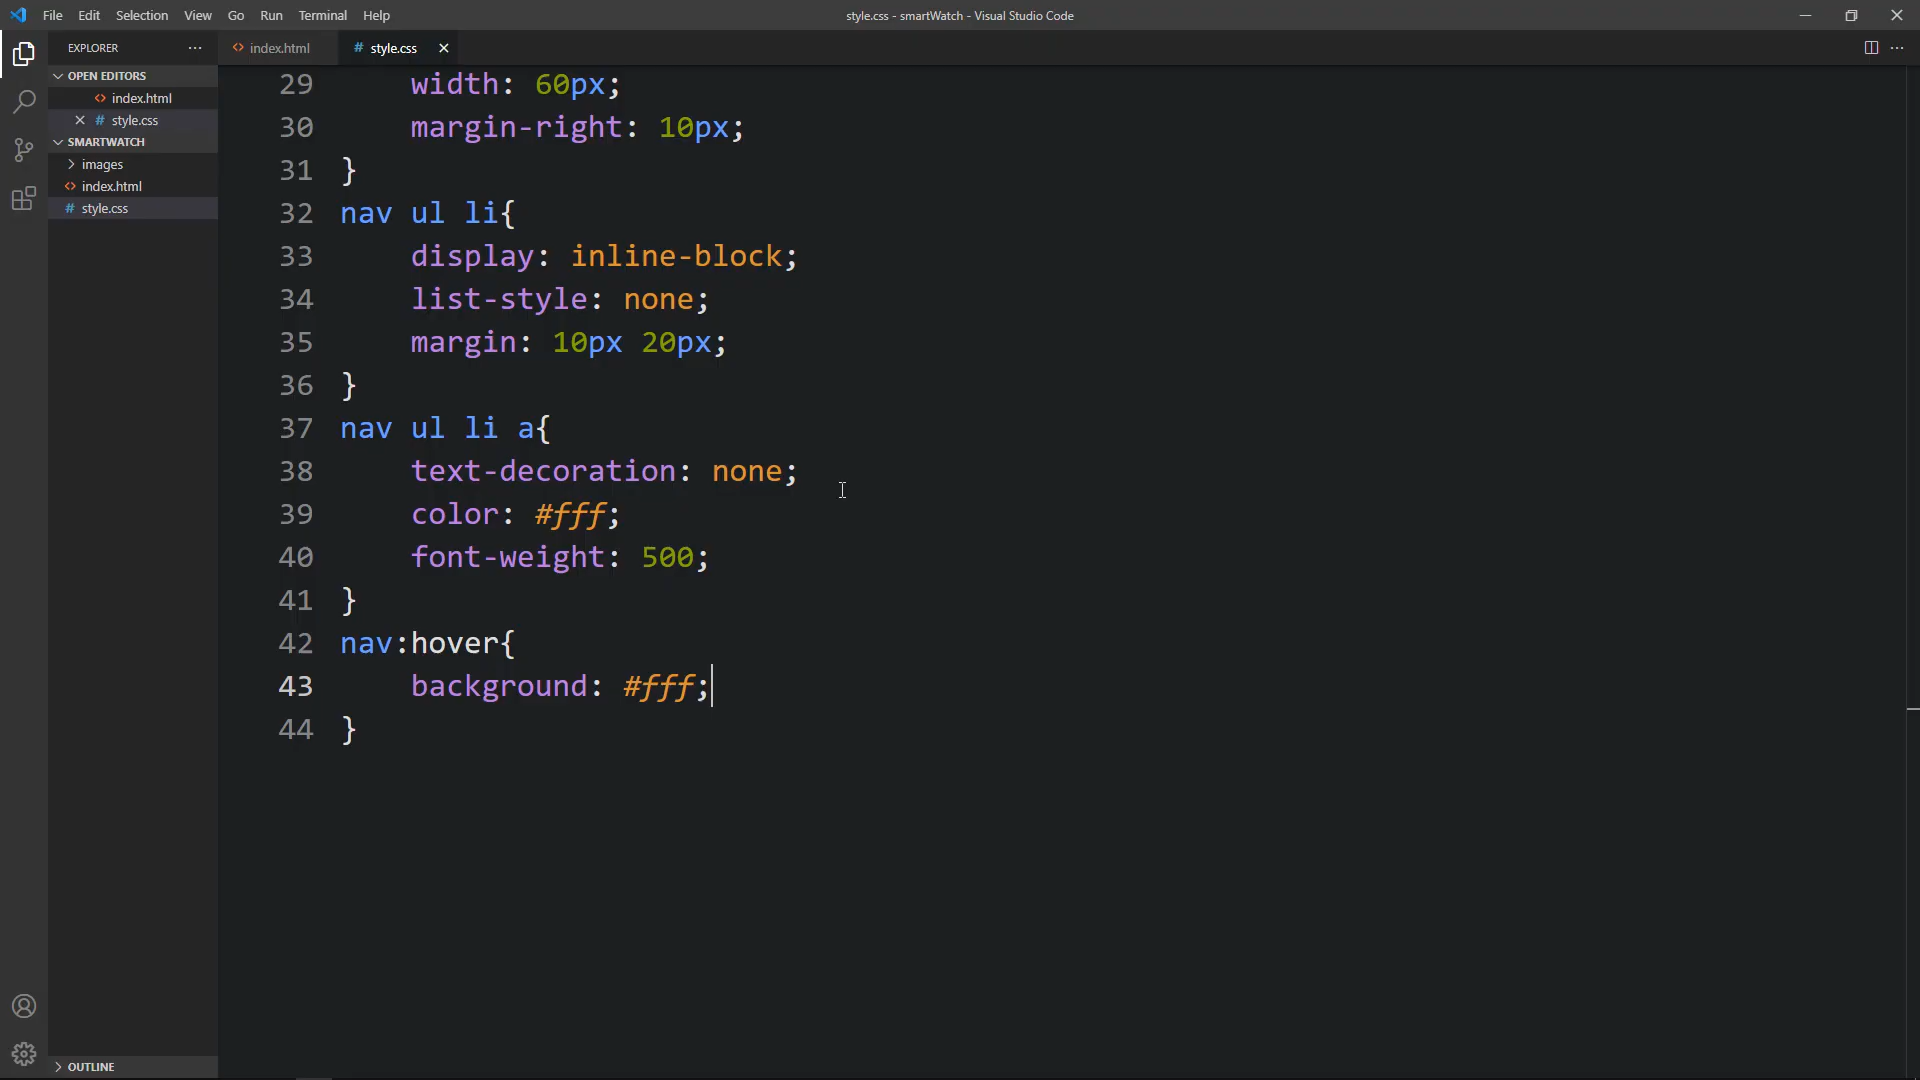 File Edit Selection View Go Run Terminal Help
style.css - smartWatch - Visual Studio Code
EXPLORER
OPEN EDITORS
index.html
style.css
SMARTWATCH
images
index.html
style.css
OUTLINE
index.html
style.css
29 width: 60px;
30 margin-right: 10px;
31 }
32 nav ul li{
33 display: inline-block;
34 list-style: none;
35 margin: 10px 20px;
36 }
37 nav ul li a{
38 text-decoration: none;
39 color: #fff;
40 font-weight: 500;
41 }
42 nav:hover{
43 background: #fff;
44 }